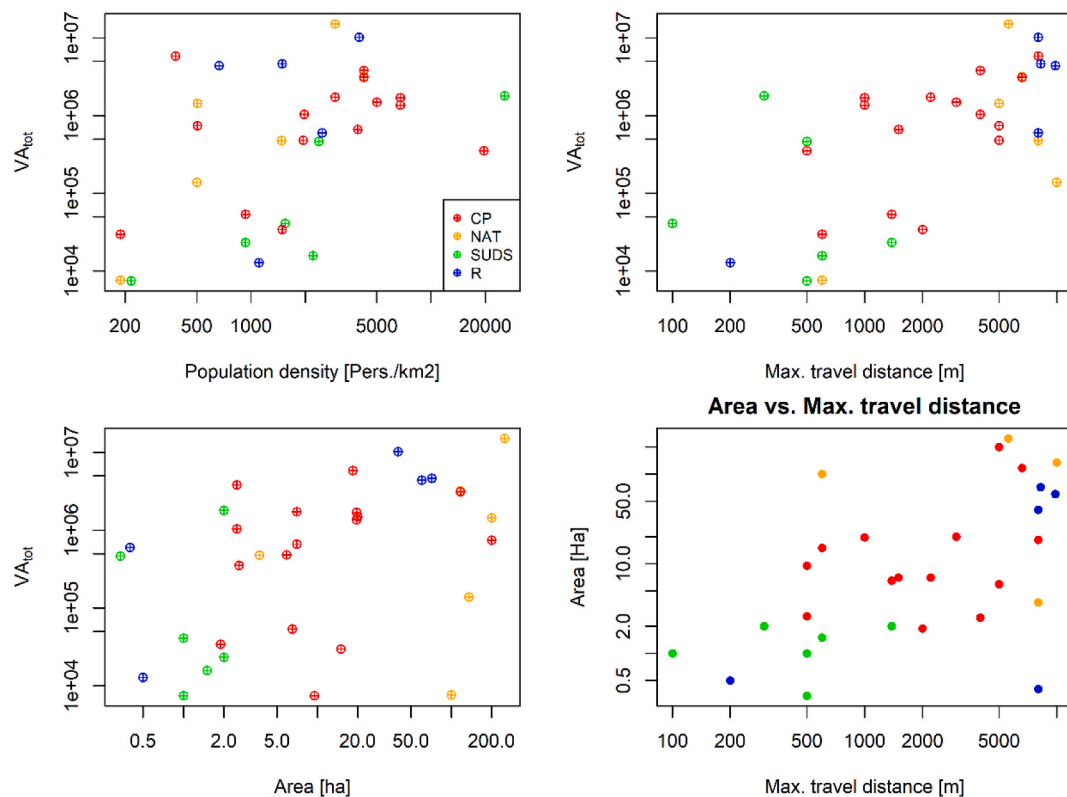 1e+07
1e+06
1e+05
1e+04
VAtot
200 500 1000 5000 20000
Population density [Pers./km2]
CP
NAT
SUDS
R
1e+07
1e+06
1e+05
1e+04
VAtot
100 200 500 1000 2000 5000
Max. travel distance [m]
1e+07
1e+06
1e+05
1e+04
VAtot
0.5 2.0 5.0 20.0 50.0 200.0
Area [ha]
Area vs. Max. travel distance
50.0
10.0
2.0
0.5
Area [Ha]
100 200 500 1000 2000 5000
Max. travel distance [m]